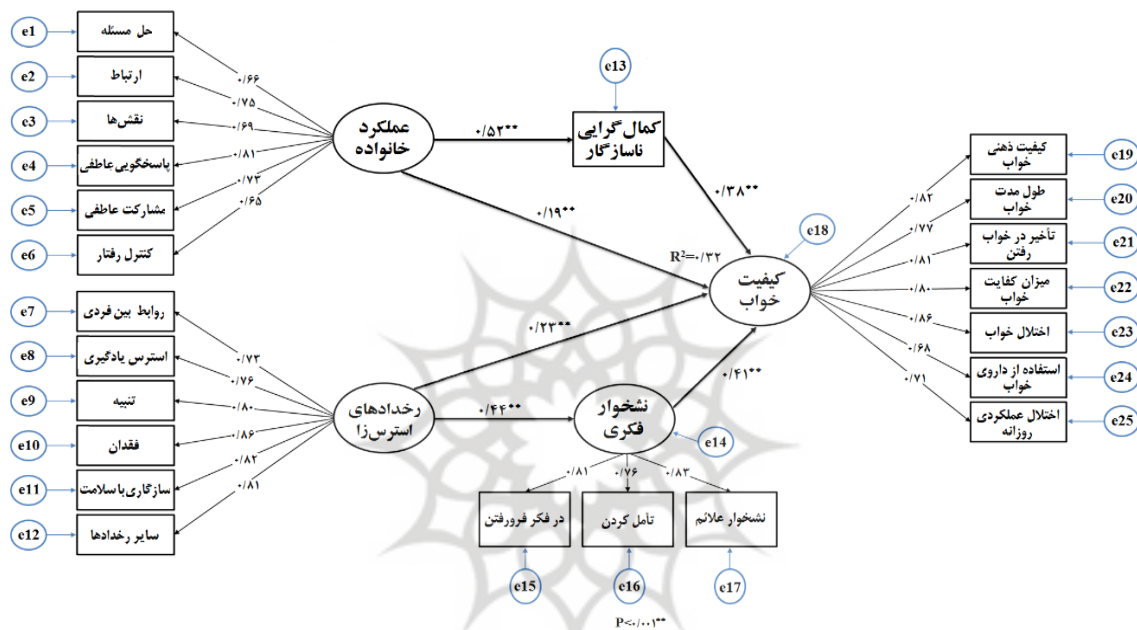 e1
حل مسئله
e2
ارتباط
e3
نقش‌ها
e4
پاسخگویی عاطفی
e5
مشارکت عاطفی
e6
کنترل رفتار
۰/۶۶
۰/۷۵
۰/۶۹
۰/۸۱
۰/۷۳
۰/۶۵
عملکرد
خانواده
۰/۵۲**
e13
کمال‌گرایی
ناسازگار
۰/۳۸**
۰/۱۹**
e7
روابط بین فردی
e8
استرس یادگیری
e9
تنبیه
e10
فقدان
e11
سازگاری با سلامت
e12
سایر رخدادها
۰/۷۳
۰/۷۶
۰/۸۰
۰/۸۶
۰/۸۲
۰/۸۱
رخدادهای
استرس‌زا
۰/۲۳**
۰/۴۴**
نشخوار
فکری
e14
۰/۴۱**
۰/۸۱
۰/۷۶
۰/۸۳
در فکر فرورفتن
تأمل کردن
نشخوار علائم
e15
e16
e17
P<۰/۰۰۱**
e18
R²=۰/۳۲
کیفیت
خواب
۰/۸۲
۰/۷۷
۰/۸۱
۰/۸۰
۰/۸۶
۰/۶۸
۰/۷۱
کیفیت ذهنی
خواب
e19
طول مدت
خواب
e20
تأخیر در خواب
رفتن
e21
میزان کفایت
خواب
e22
اختلال خواب
e23
استفاده از داروی
خواب
e24
اختلال عملکردی
روزانه
e25